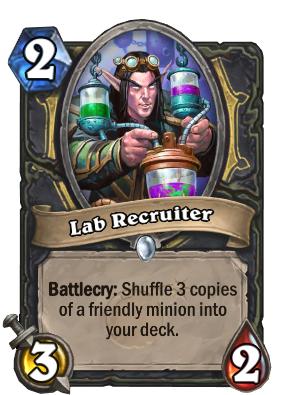 2
Lab Recruiter
Battlecry: Shuffle 3 copies
of a friendly minion into
your deck.
3
2